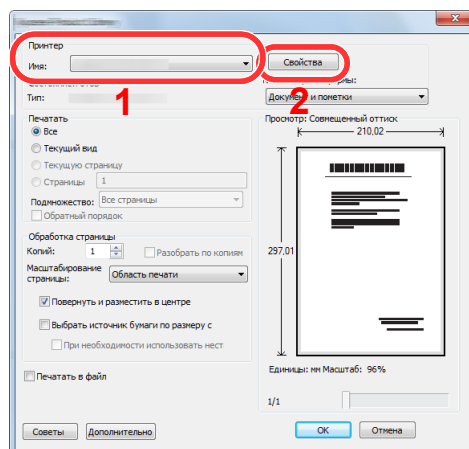 Принтер
Имя:
Свойства
Тип:
1
2
Документ и пометки
Печатать
Все
Текущий вид
Текущую страницу
Страницы 1
Подмножество: Все страницы
Обратный порядок
Просмотр: Совмещенный оттиск
210,02
297,01
Обработка страницы
Копий: 1 Разобрать по копиям
Масштабирование
страницы: Область печати
Повернуть и разместить в центре
Выбрать источник бумаги по размеру с
При необходимости использовать нест
Печатать в файл
Единицы: мм Масштаб: 96%
1/1
Советы Дополнительно OK Отмена